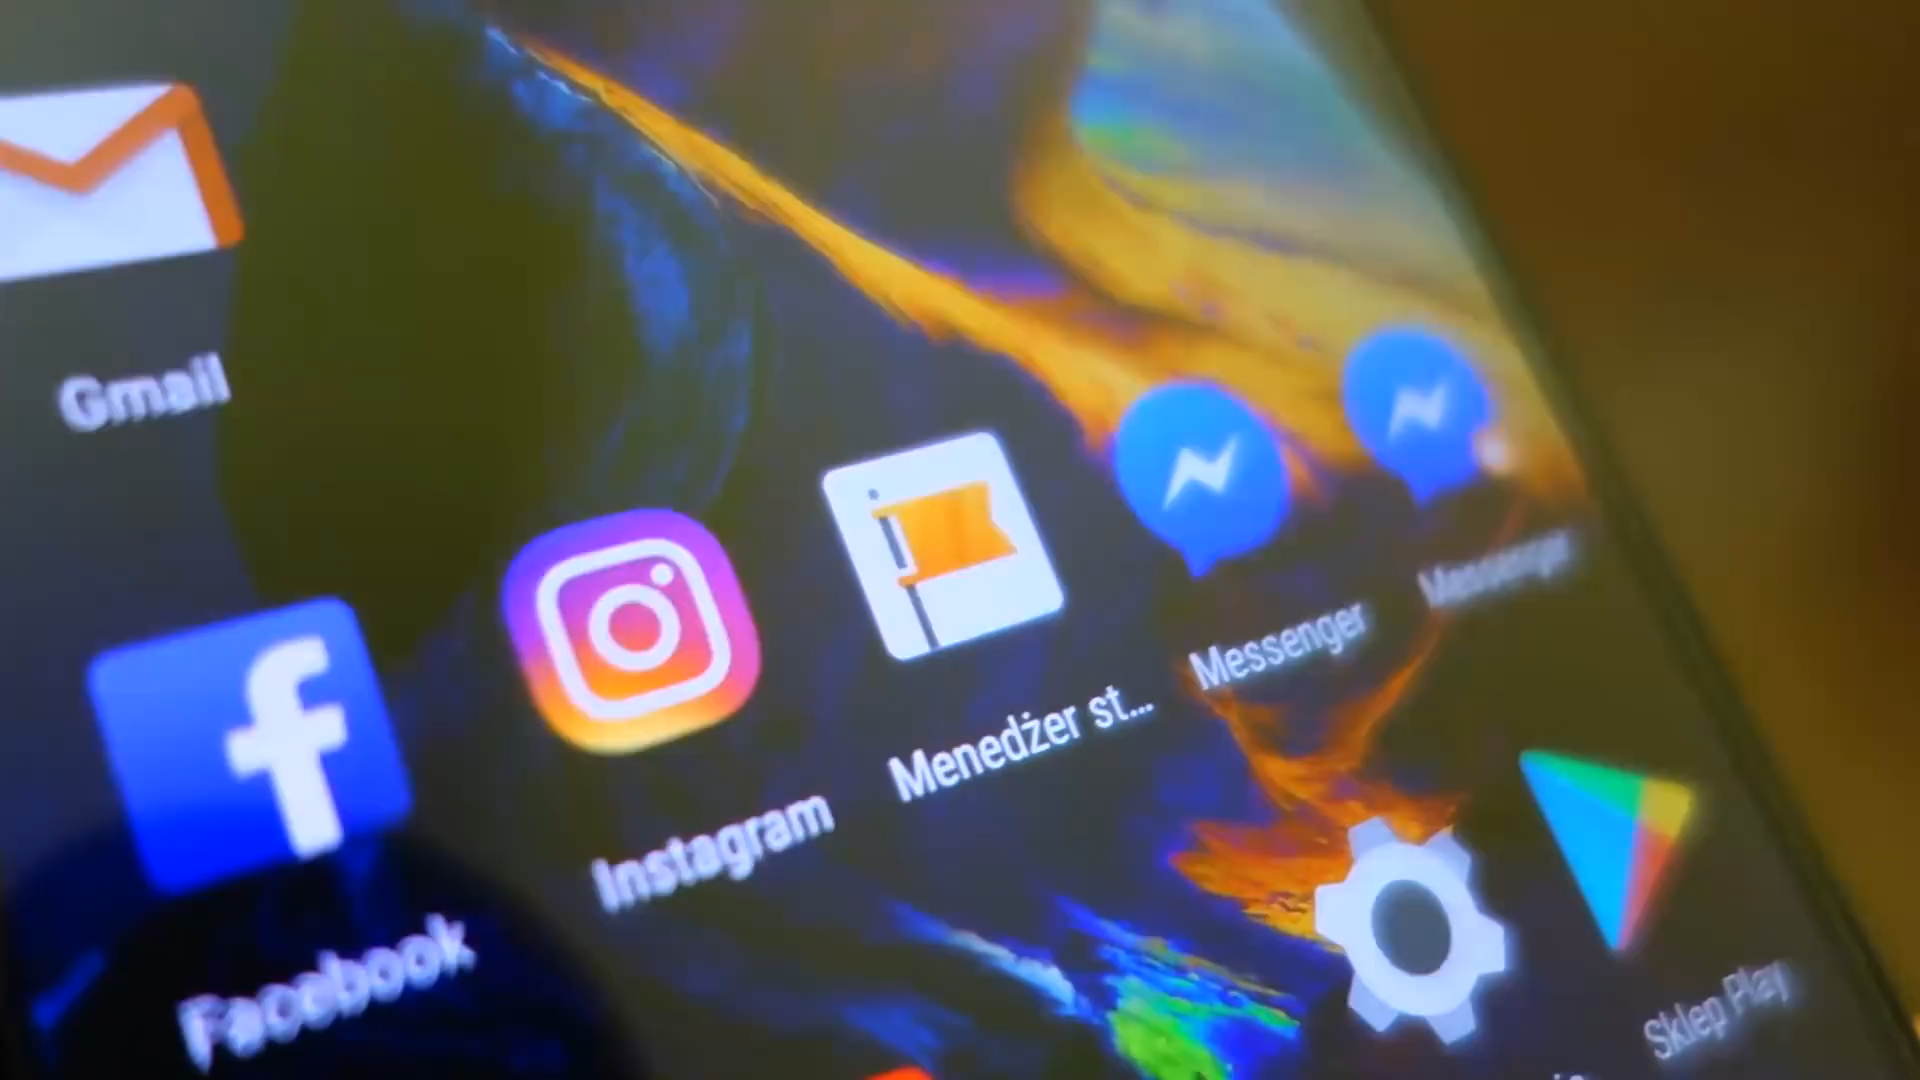 Gmail
Facebook
Instagram
Menedżer st...
Messenger
Messenger
Sklep Play